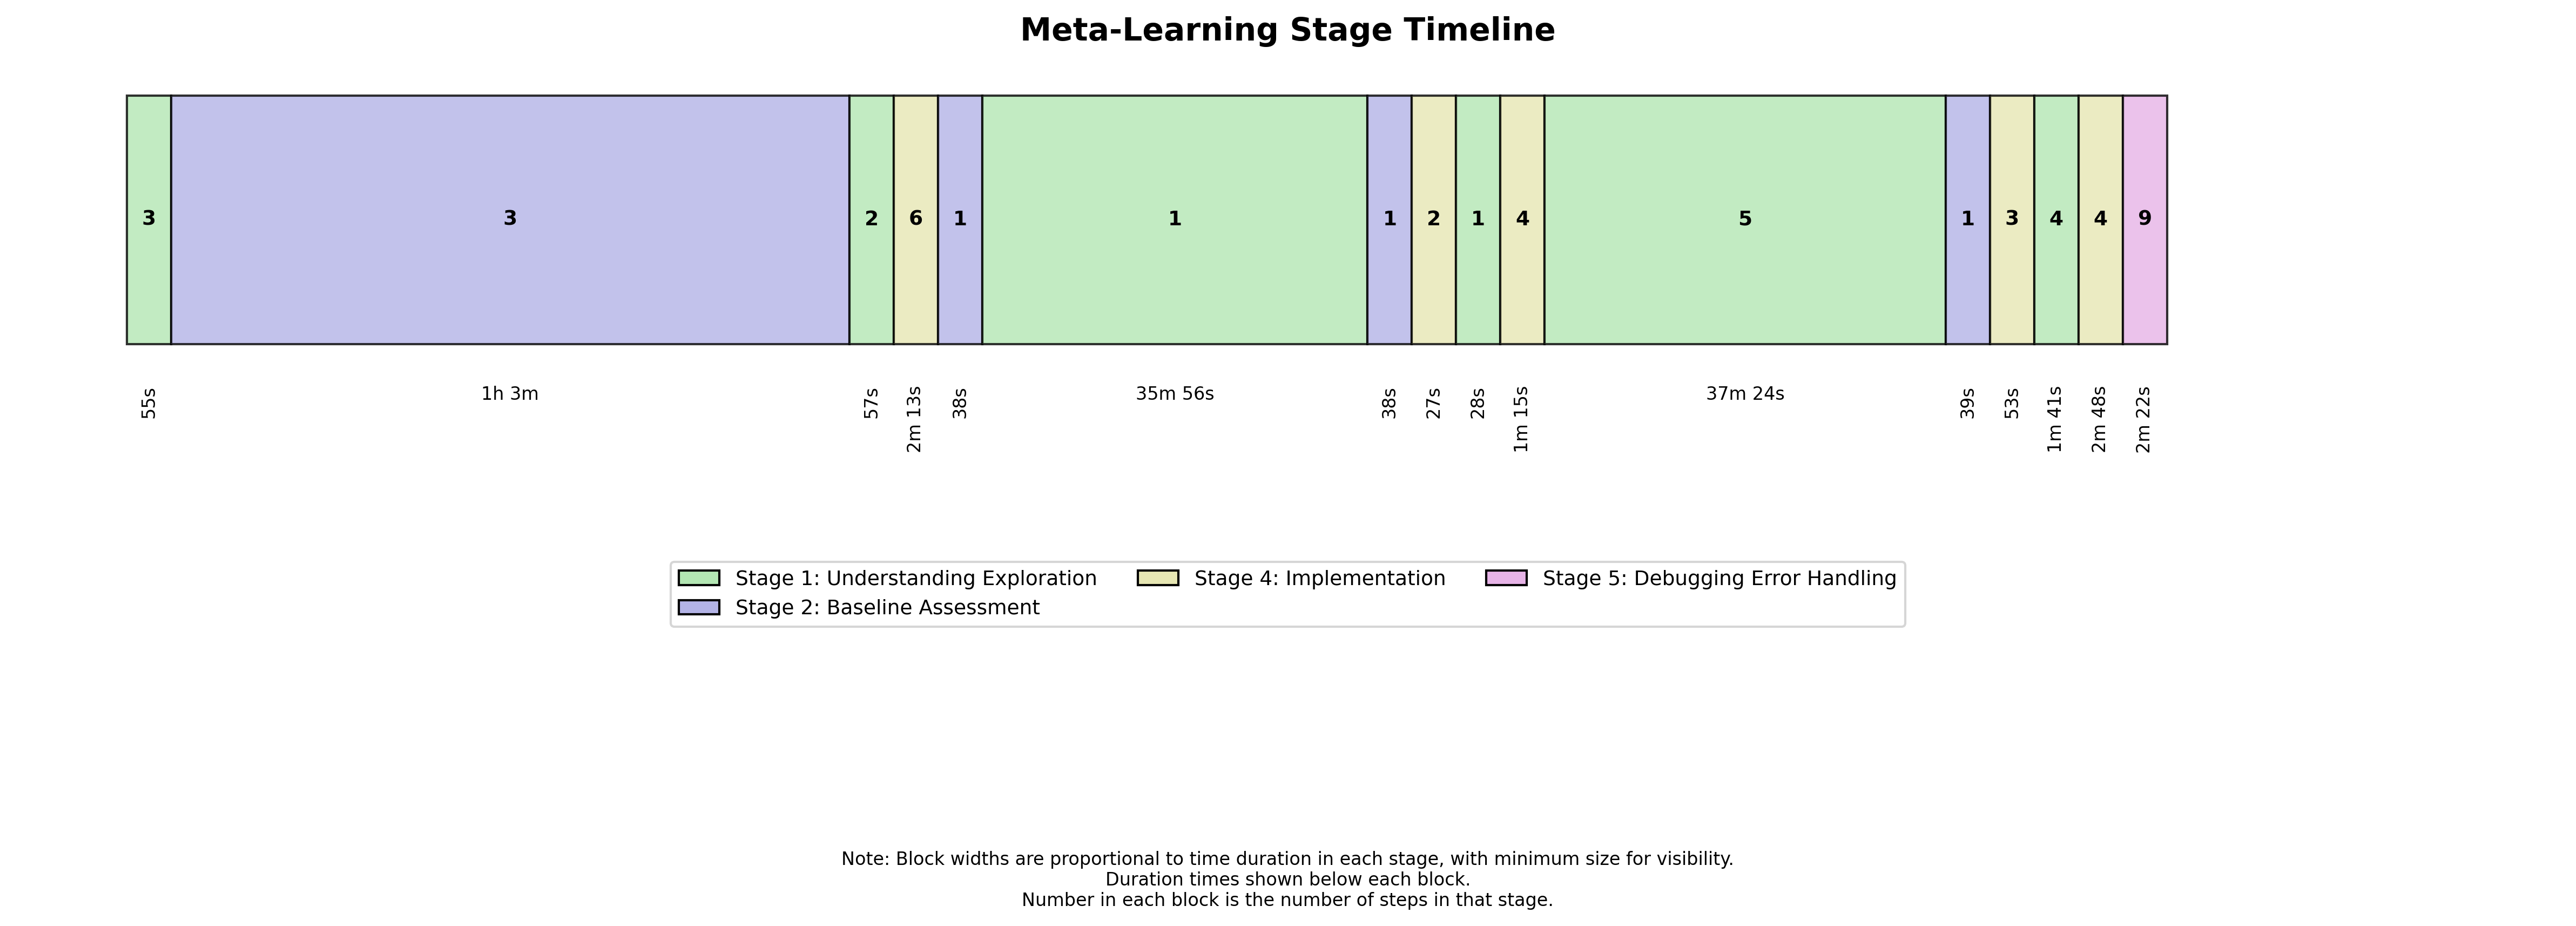 Meta-Learning Stage Timeline
3 3 2 6 1 1 1 2 1 4 5 1 3 4 4 9
55s 1h 3m 57s 2m 13s 38s 35m 56s 38s 27s 28s 1m 15s 37m 24s 39s 53s 1m 41s 2m 48s 2m 22s
Stage 1: Understanding Exploration
Stage 2: Baseline Assessment
Stage 4: Implementation
Stage 5: Debugging Error Handling
Note: Block widths are proportional to time duration in each stage, with minimum size for visibility.
Duration times shown below each block.
Number in each block is the number of steps in that stage.